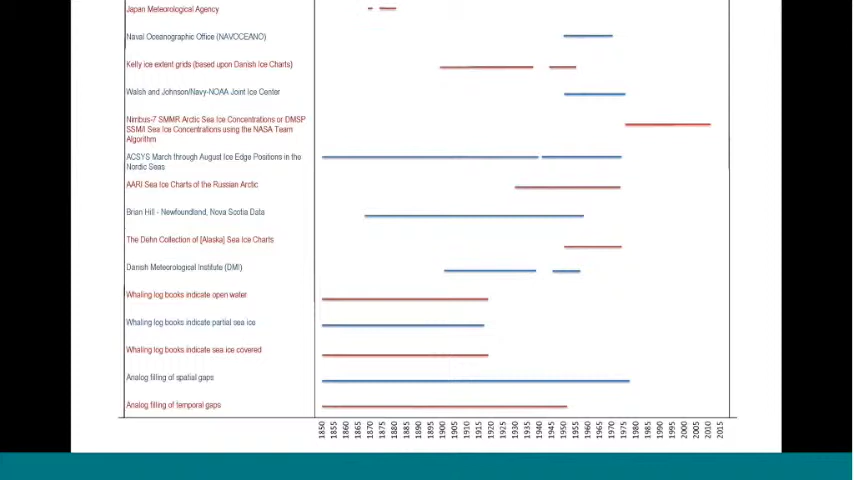 Japan Meteorological Agency
Naval Oceanographic Office (NAVOCEANO)
Kelly ice extent grids (based upon Danish Ice Charts)
Walsh and Johnson/Navy-NOAA Joint Ice Center
Nimbus-7 SMMR Arctic Sea Ice Concentrations or DMSP
SSM/I Sea Ice Concentrations using the NASA Team
Algorithm
ACSYS March through August Ice Edge Positions in the
Nordic Seas
AARI Sea Ice Charts of the Russian Arctic
Brian Hill - Newfoundland, Nova Scotia Data
The Dehn Collection of [Alaska] Sea Ice Charts
Danish Meteorological Institute (DMI)
Whaling log books indicate open water
Whaling log books indicate partial sea ice
Whaling log books indicate sea ice covered
Analog filling of spatial gaps
Analog filling of temporal gaps
1850 1855 1860 1865 1870 1875 1880 1885 1890 1895 1900 1905 1910 1915 1920 1925 1930 1935 1940 1945 1950 1955 1960 1965 1970 1975 1980 1985 1990 1995 2000 2005 2010 2015